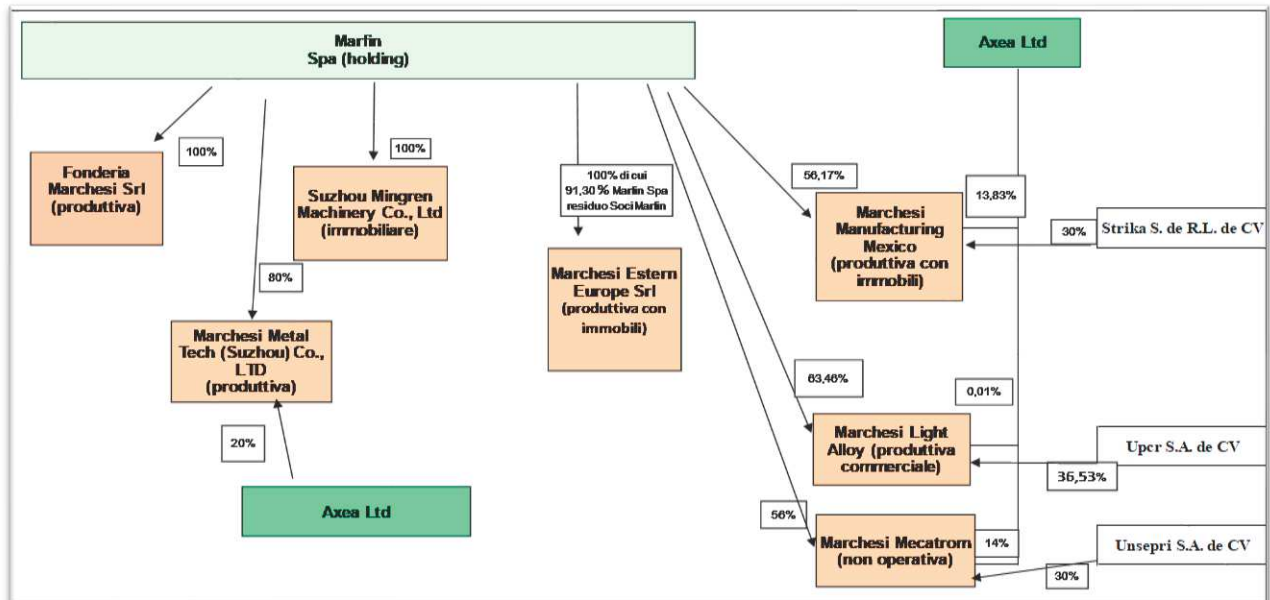 Marfin
Spa (holding)
Axea Ltd
100%
Fonderia
Marchesi Srl
(produttiva)
100%
Suzhou Mingren
Machinery Co., Ltd
(immobiliare)
100% di cui
91,30% Marfin Spa
residuo Soci Marfin
56,17%
13,83%
Marchesi
Manufacturing
Mexico
(produttiva con
immobili)
30%
Strika S. de R.L. de CV
80%
Marchesi Estern
Europe Srl
(produttiva con
immobili)
Marchesi Metal
Tech (Suzhou) Co.,
LTD
(produttiva)
63,46%
0,01%
20%
Marchesi Light
Alloy (produttiva
commerciale)
Upcr S.A. de CV
36,53%
Axea Ltd
56%
Marchesi Mecatrom
(non operativa)
14%
Unsepri S.A. de CV
30%